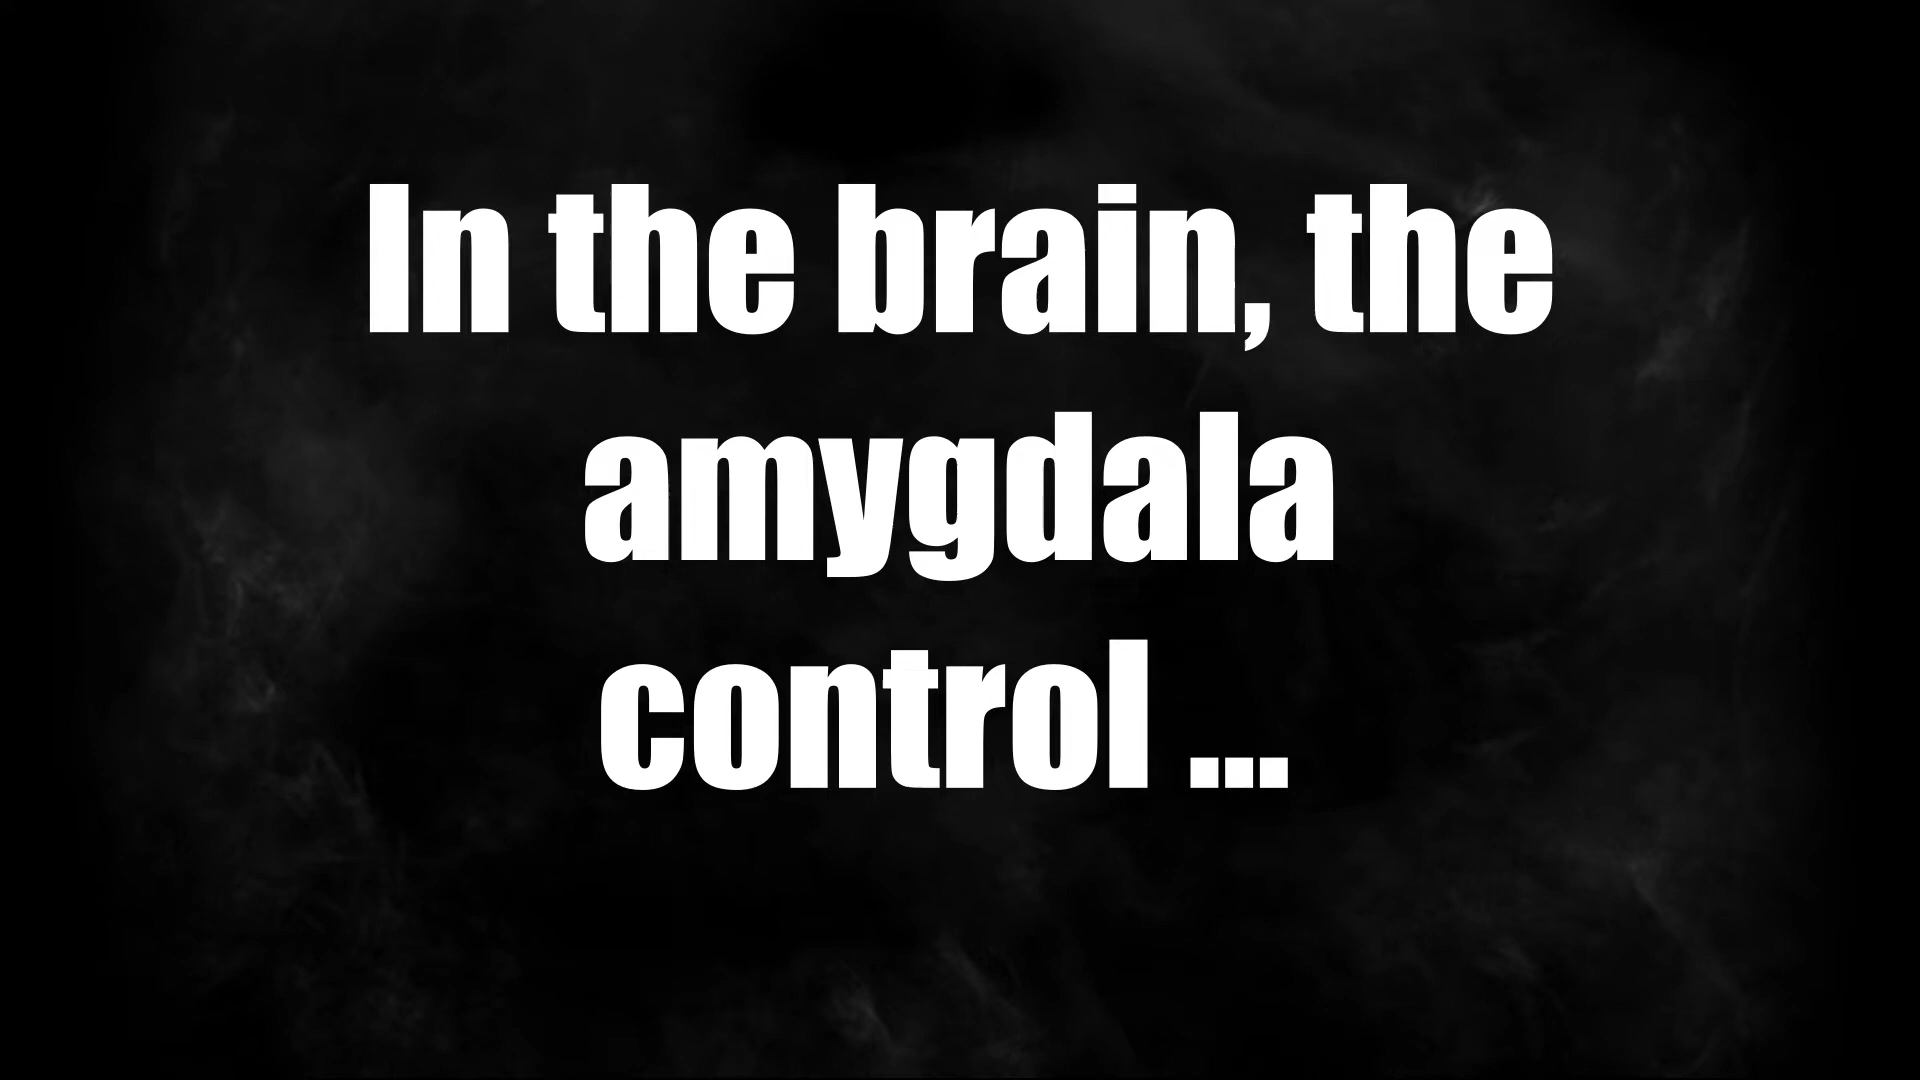 In the brain, the
amygdala
control ...